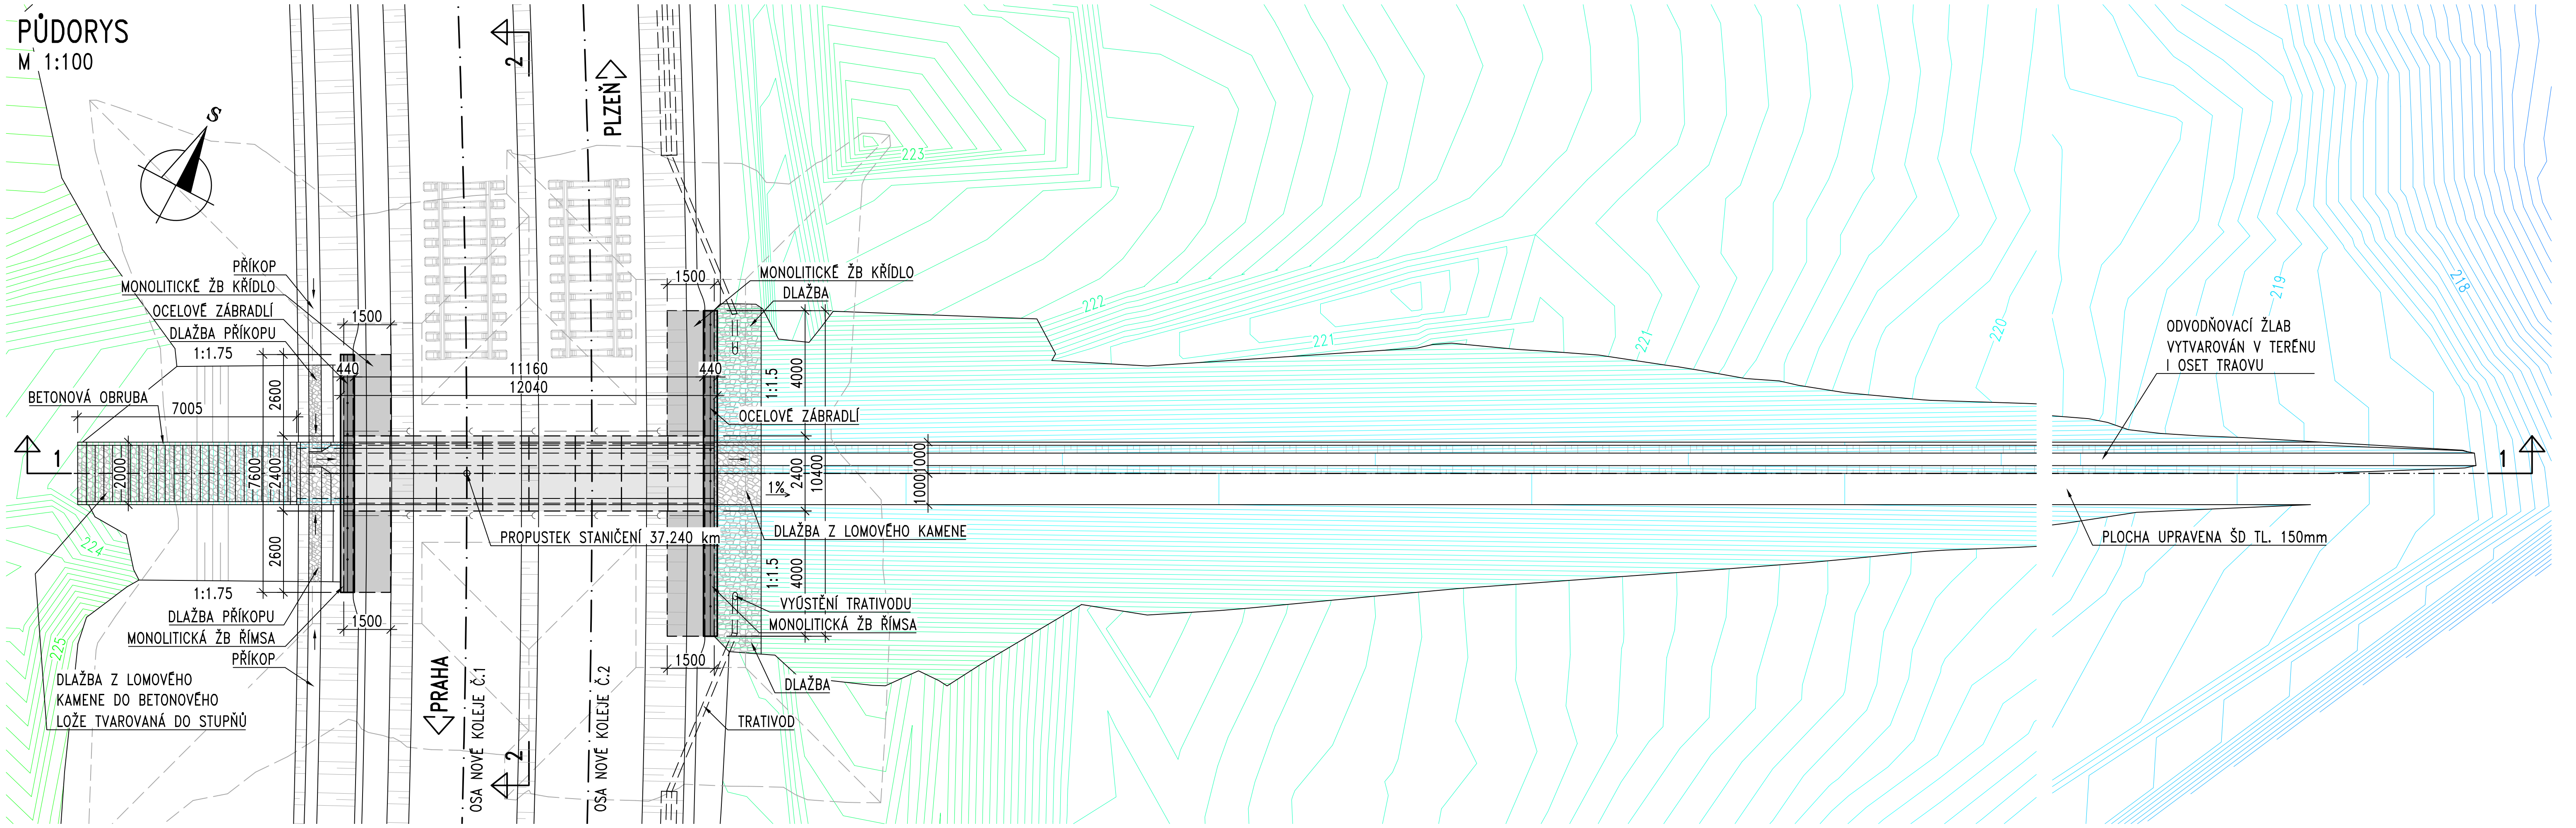 PŮDORYS
M 1:100
S
2
PLZEŇ
223
PŘÍKOP
MONOLITICKÉ ŽB KŘÍDLO
OCELOVÉ ZÁBRADLÍ
DLAŽBA PŘÍKOPU
1:1.75
BETONOVÁ OBRUBA
7005
1500
1500
MONOLITICKÉ ŽB KŘÍDLO
DLAŽBA
222
221
221
220
219
218
440
11160
440
12040
2600
1:1.5
4000
OCELOVÉ ZÁBRADLÍ
ODVODŇOVACÍ ŽLAB
VYTVAROVÁN V TERÉNU
I OSET TRAOVU
1
2000
7600
2400
2400
10400
1000
1000
1%
1
PROPUSTEK STANIČENÍ 37.240 km
DLAŽBA Z LOMOVÉHO KAMENE
PLOCHA UPRAVENA ŠD TL. 150mm
224
225
2600
1:1.75
1:1.5
4000
DLAŽBA PŘÍKOPU
MONOLITICKÁ ŽB ŘÍMSA
PŘÍKOP
1500
1500
VYÚSTĚNÍ TRATIVODU
MONOLITICKÁ ŽB ŘÍMSA
DLAŽBA
TRATIVOD
DLAŽBA Z LOMOVÉHO
KAMENE DO BETONOVÉHO
LOŽE TVAROVANÁ DO STUPŇŮ
PRAHA
OSA NOVÉ KOLEJE Č.1
2
OSA NOVÉ KOLEJE Č.2